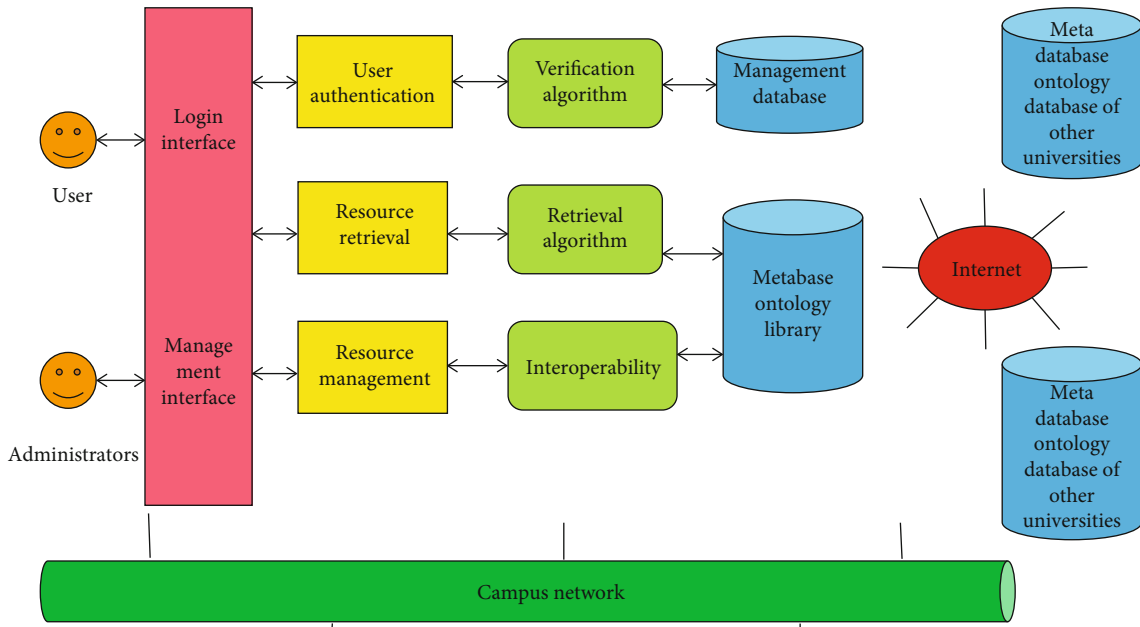 User
Administrators
Login
interface
Manage
ment
interface
User
authentication
Verification
algorithm
Management
database
Resource
retrieval
Retrieval
algorithm
Metabase
ontology
library
Resource
management
Interoperability
Meta
database
ontology
database of
other
universities
Internet
Meta
database
ontology
database of
other
universities
Campus network